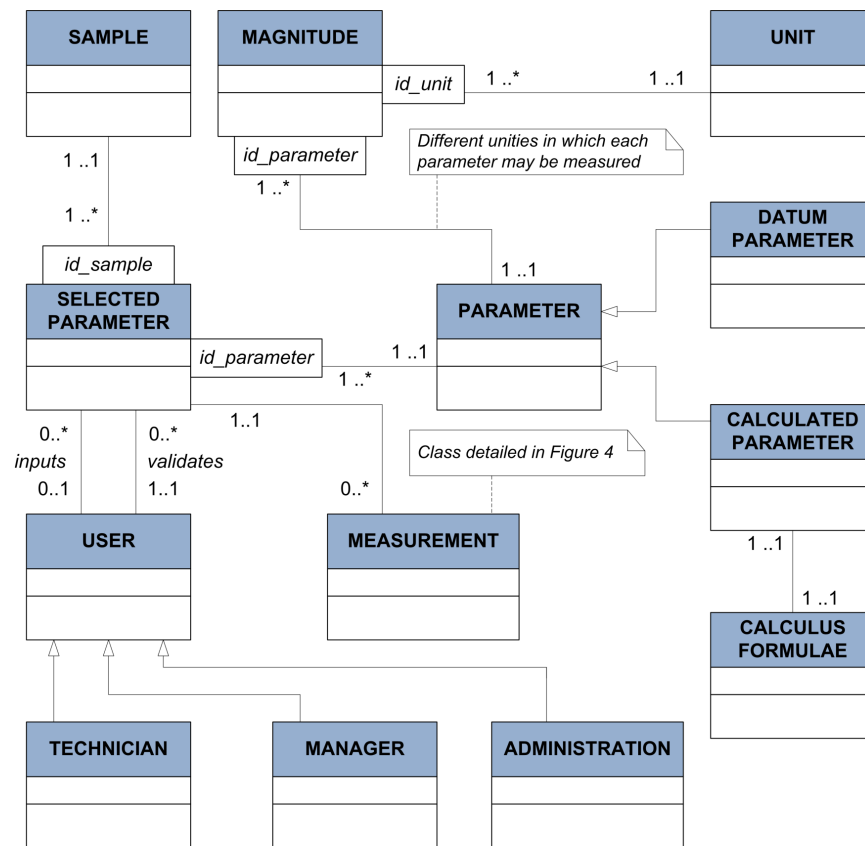 SAMPLE
MAGNITUDE
UNIT
id_unit
1 ..*
1 ..1
id_parameter
Different unities in which each
parameter may be measured
1 ..1
1 ..*
1 ..*
id_sample
1 ..1
DATUM
PARAMETER
SELECTED
PARAMETER
PARAMETER
id_parameter
1 ..1
1 ..*
CALCULATED
PARAMETER
0..*
inputs
0..1
0..*
validates
1..1
1..1
0..*
Class detailed in Figure 4
USER
MEASUREMENT
1 ..1
1 ..1
CALCULUS
FORMULAE
TECHNICIAN
MANAGER
ADMINISTRATION